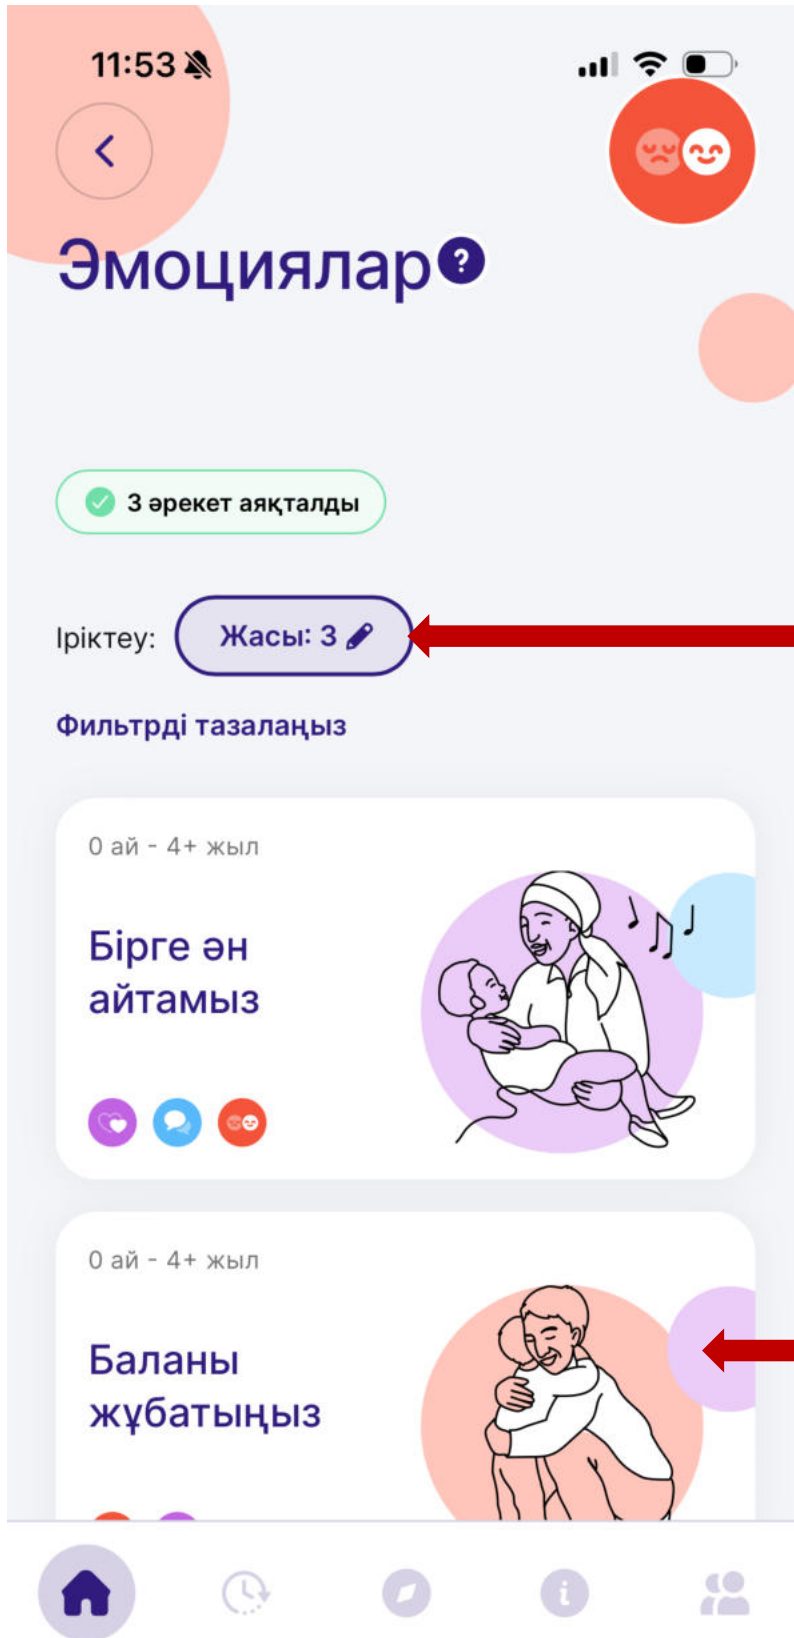 11:53
Эмоциялар?
3 әрекет аяқталды
Іріктеу: Жасы: 3
Фильтрді тазалаңыз
0 ай - 4+ жыл
Бірге ән
айтамыз
0 ай - 4+ жыл
Баланы
жұбатыңыз